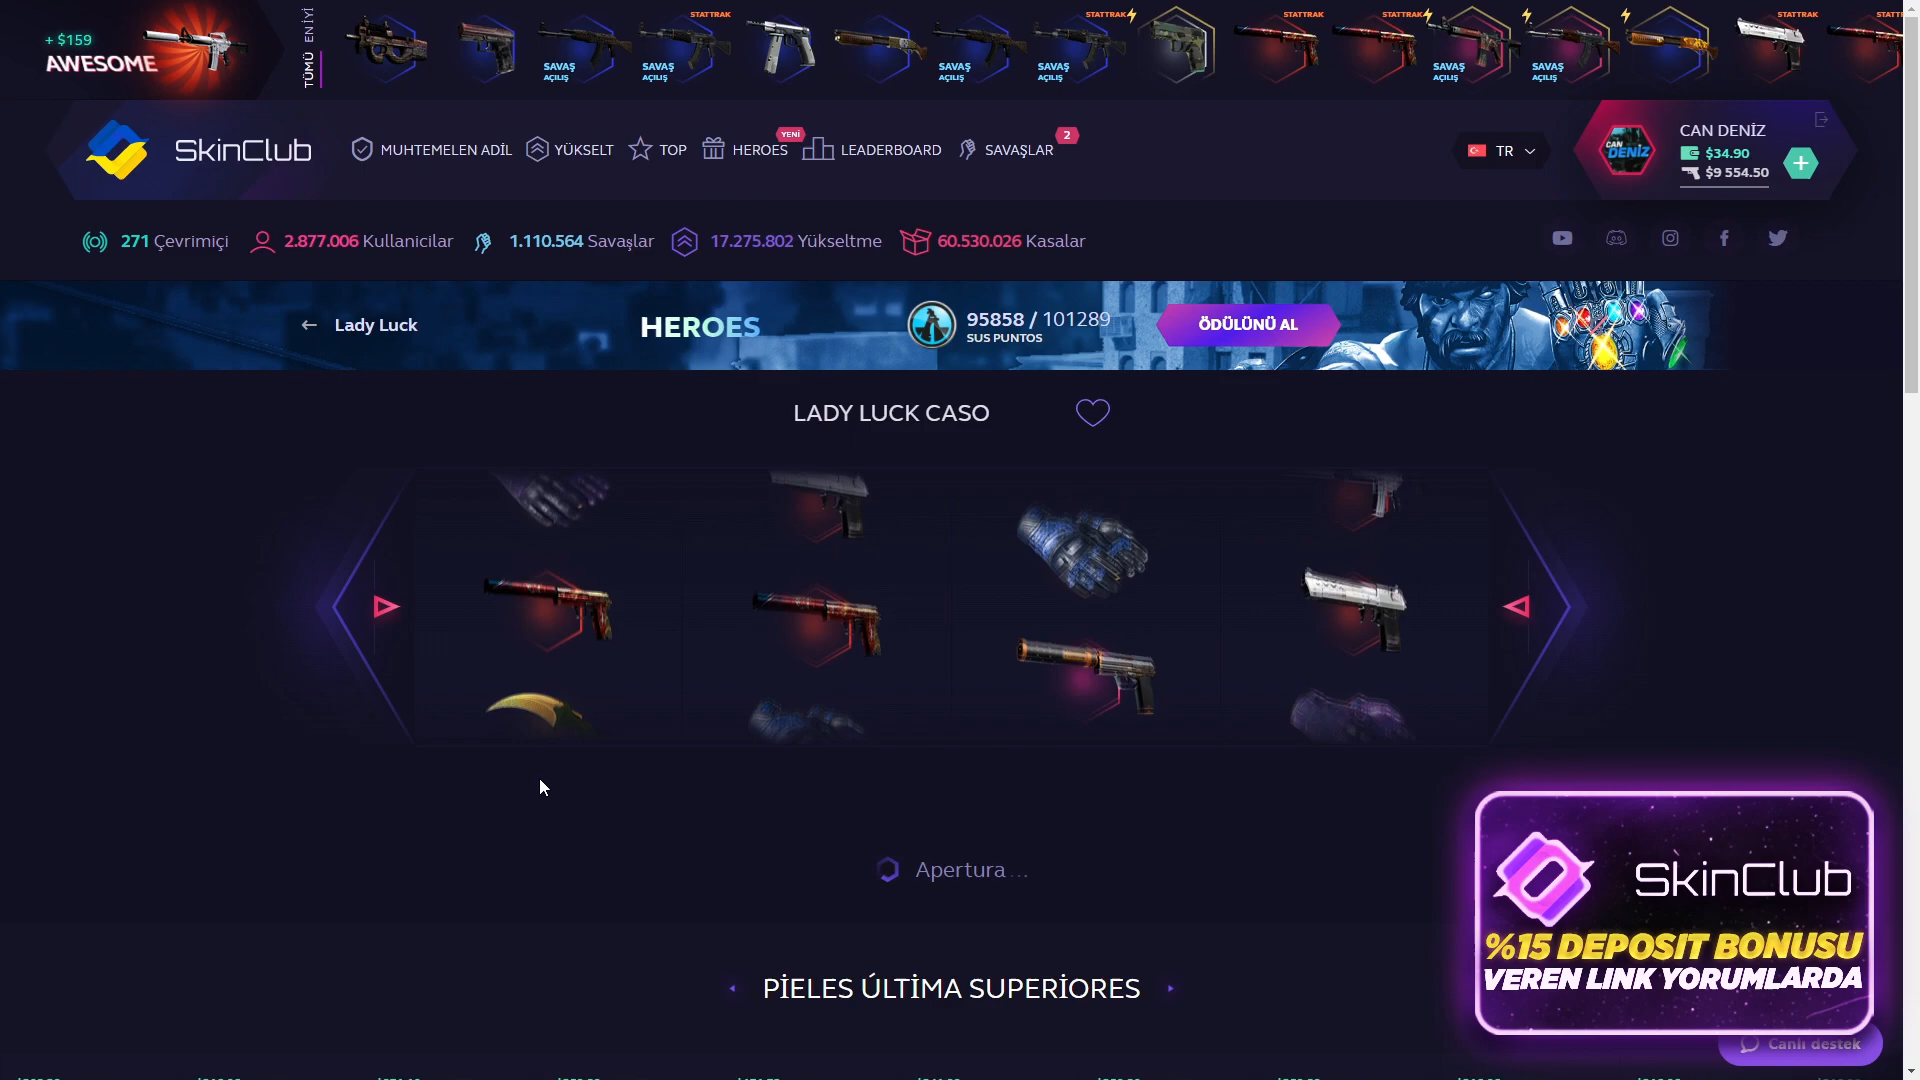 + $159
AWESOME
TÜMÜ EN İYİ
SAVAŞ
AÇILIŞ
STATTRAK
SAVAŞ
AÇILIŞ
SAVAŞ
AÇILIŞ
STATTRAK
SAVAŞ
AÇILIŞ
STATTRAK
STATTRAK
SAVAŞ
AÇILIŞ
SAVAŞ
AÇILIŞ
STATTRAK
SkinClub
MUHTEMELEN ADİL
YÜKSELT
TOP
HEROES
YENİ
LEADERBOARD
SAVAŞLAR
2
TR
CAN DENİZ
CAN DENİZ
$34.90
$9 554.50
271 Çevrimiçi
2.877.006 Kullanicilar
1.110.564 Savaşlar
17.275.802 Yükseltme
60.530.026 Kasalar
Lady Luck
HEROES
95858 / 101289
SUS PUNTOS
ÖDÜLÜNÜ AL
LADY LUCK CASO
Apertura...
PİELES ÚLTİMA SUPERİORES
SkinClub
%15 DEPOSIT BONUSU
VEREN LINK YORUMLARDA
Canlı destek